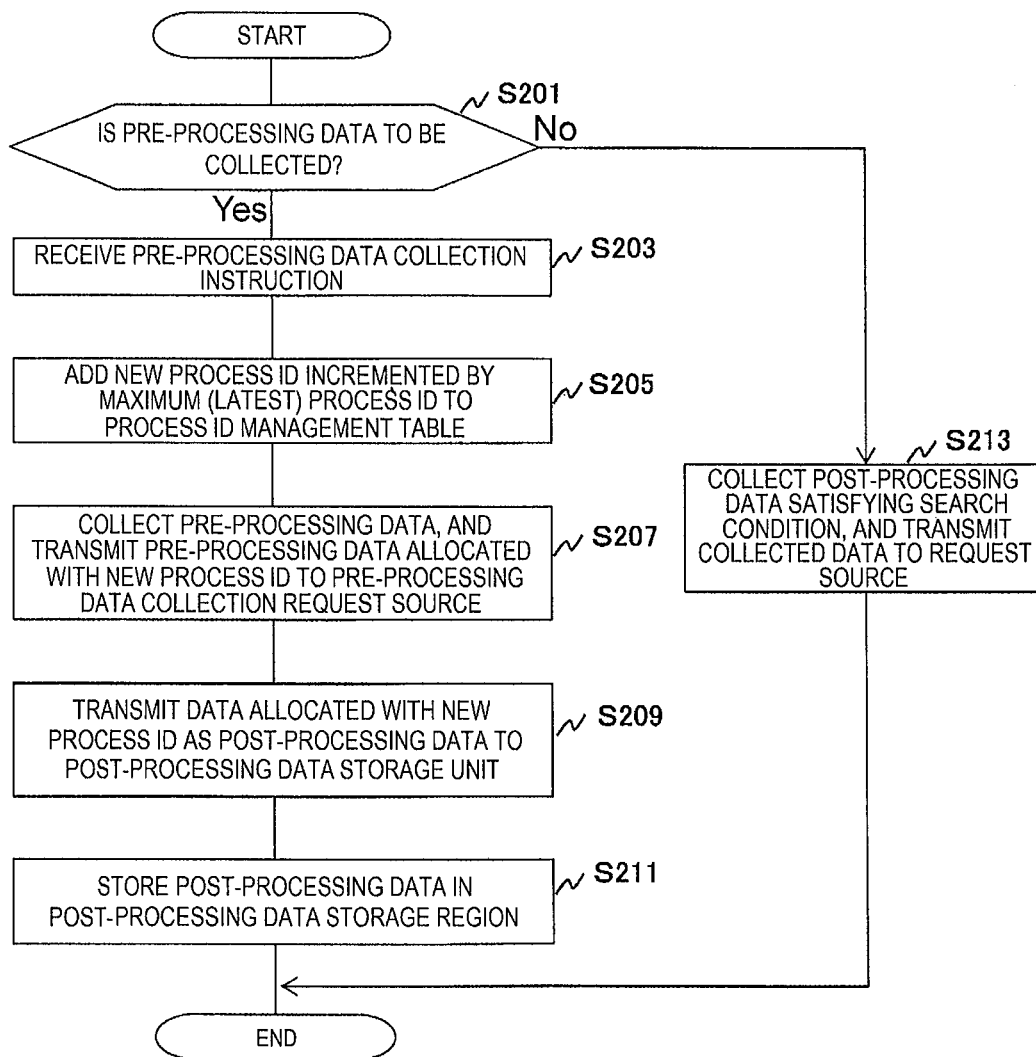 START
S201
IS PRE-PROCESSING DATA TO BE
COLLECTED?
No
Yes
RECEIVE PRE-PROCESSING DATA COLLECTION
INSTRUCTION
S203
ADD NEW PROCESS ID INCREMENTED BY
MAXIMUM (LATEST) PROCESS ID TO
PROCESS ID MANAGEMENT TABLE
S205
COLLECT PRE-PROCESSING DATA, AND
TRANSMIT PRE-PROCESSING DATA ALLOCATED
WITH NEW PROCESS ID TO PRE-PROCESSING
DATA COLLECTION REQUEST SOURCE
S207
S213
COLLECT POST-PROCESSING
DATA SATISFYING SEARCH
CONDITION, AND TRANSMIT
COLLECTED DATA TO REQUEST
SOURCE
TRANSMIT DATA ALLOCATED WITH NEW
PROCESS ID AS POST-PROCESSING DATA TO
POST-PROCESSING DATA STORAGE UNIT
S209
STORE POST-PROCESSING DATA IN
POST-PROCESSING DATA STORAGE REGION
S211
END